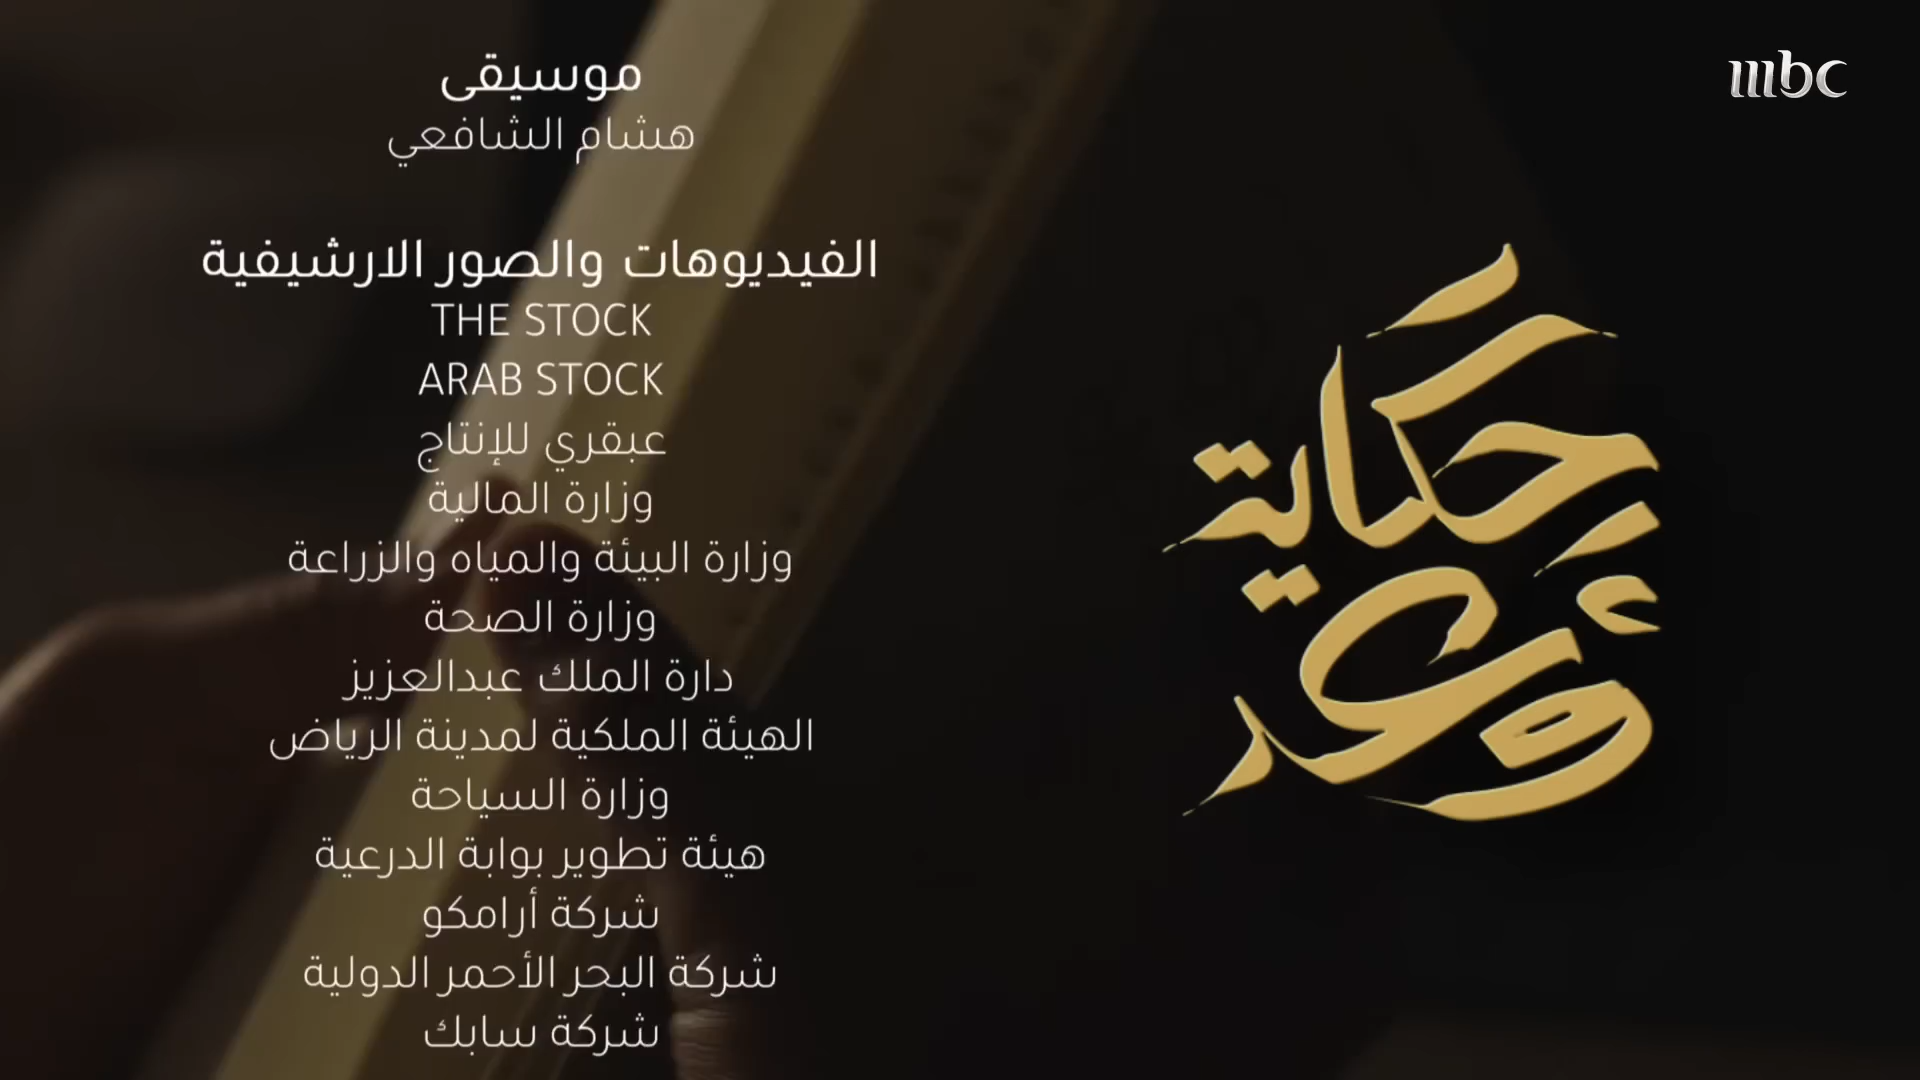 mbc
موسيقى
هشام الشافعي
الفيديوهات والصور الارشيفية
THE STOCK
ARAB STOCK
عبقري للإنتاج
وزارة المالية
وزارة البيئة والمياه والزراعة
وزارة الصحة
دارة الملك عبدالعزيز
الهيئة الملكية لمدينة الرياض
وزارة السياحة
هيئة تطوير بوابة الدرعية
شركة أرامكو
شركة البحر الأحمر الدولية
شركة سابك
حكاية
وعد